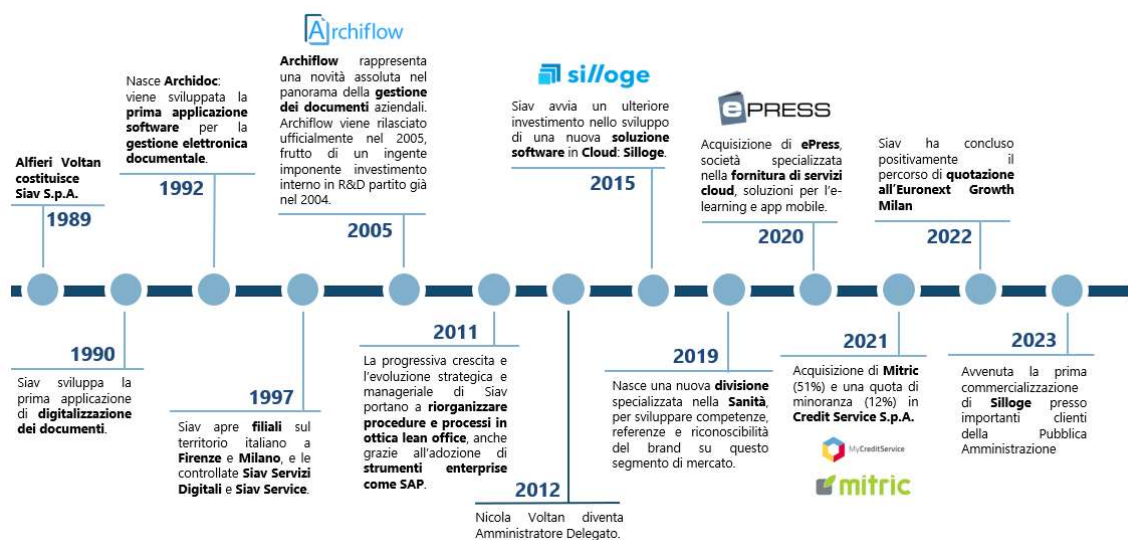 Alfieri Voltan
costituisce
Siav S.p.A.
1989
1990
Siav sviluppa la
prima applicazione
di digitalizzazione
dei documenti.
Nasce Archidoc:
viene sviluppata la
prima applicazione
software per la
gestione elettronica
documentale.
1992
1997
Siav apre filiali sul
territorio italiano a
Firenze e Milano, e le
controllate Siav Servizi
Digitali e Siav Service.
Archiflow
Archiflow rappresenta
una novità assoluta nel
panorama della gestione
dei documenti aziendali.
Archiflow viene rilasciato
ufficialmente nel 2005,
frutto di un ingente
imponente investimento
interno in R&D partito già
nel 2004.
2005
2011
La progressiva crescita e
l'evoluzione strategica e
manageriale di Siav
portano a riorganizzare
procedure e processi in
ottica lean office, anche
grazie all'adozione di
strumenti enterprise
come SAP.
2012
Nicola Voltan diventa
Amministratore Delegato.
silloge
Siav avvia un ulteriore
investimento nello sviluppo
di una nuova soluzione
software in Cloud: Silloge.
2015
2019
Nasce una nuova divisione
specializzata nella Sanità,
per sviluppare competenze,
referenze e riconoscibilità
del brand su questo
segmento di mercato.
ePRESS
Acquisizione di ePress,
società specializzata
nella fornitura di servizi
cloud, soluzioni per l'e-
learning e app mobile.
2020
2021
Acquisizione di Mitric
(51%) e una quota di
minoranza (12%) in
Credit Service S.p.A.
MyCreditService
mitric
Siav ha concluso
positivamente il
percorso di quotazione
all'Euronext Growth
Milan
2022
2023
Avvenuta la prima
commercializzazione
di Silloge presso
importanti clienti
della Pubblica
Amministrazione